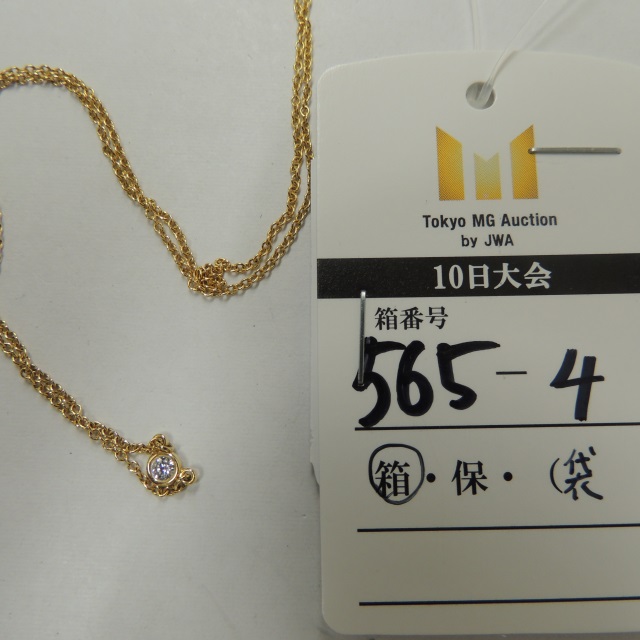 Tokyo MG Auction
by JWA
10日大会
箱番号
565-4
箱・保・(袋